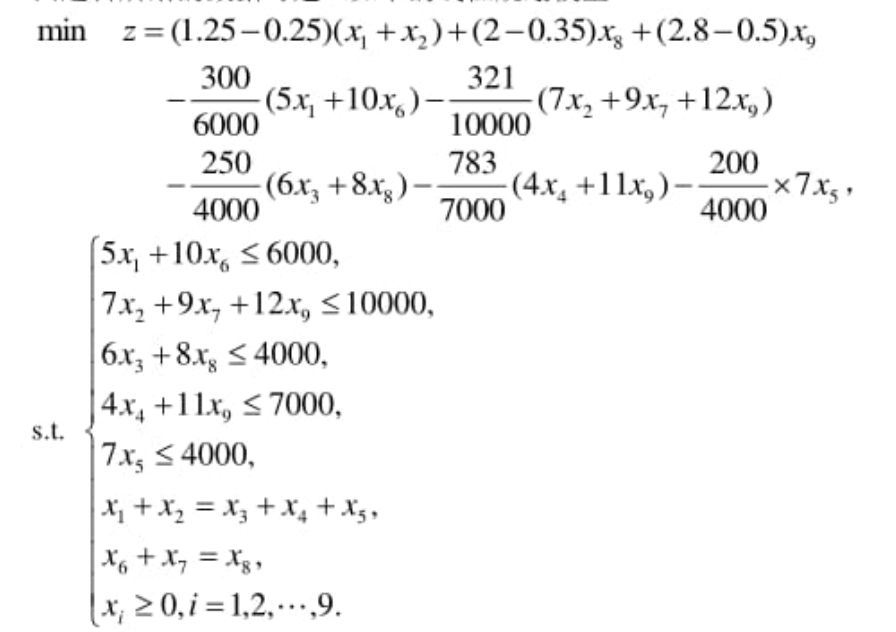 min z = (1.25−0.25)(x₁ + x₂) + (2−0.35)x₈ + (2.8−0.5)x₉
− 300/6000 (5x₁ + 10x₆) − 321/10000 (7x₂ + 9x₇ + 12x₉)
− 250/4000 (6x₃ + 8x₈) − 783/7000 (4x₄ + 11x₉) − 200/4000 × 7x₅,
5x₁ + 10x₆ ≤ 6000,
7x₂ + 9x₇ + 12x₉ ≤ 10000,
6x₃ + 8x₈ ≤ 4000,
4x₄ + 11x₉ ≤ 7000,
s.t.
7x₅ ≤ 4000,
x₁ + x₂ = x₃ + x₄ + x₅,
x₆ + x₇ = x₈,
xᵢ ≥ 0, i = 1,2,⋯,9.